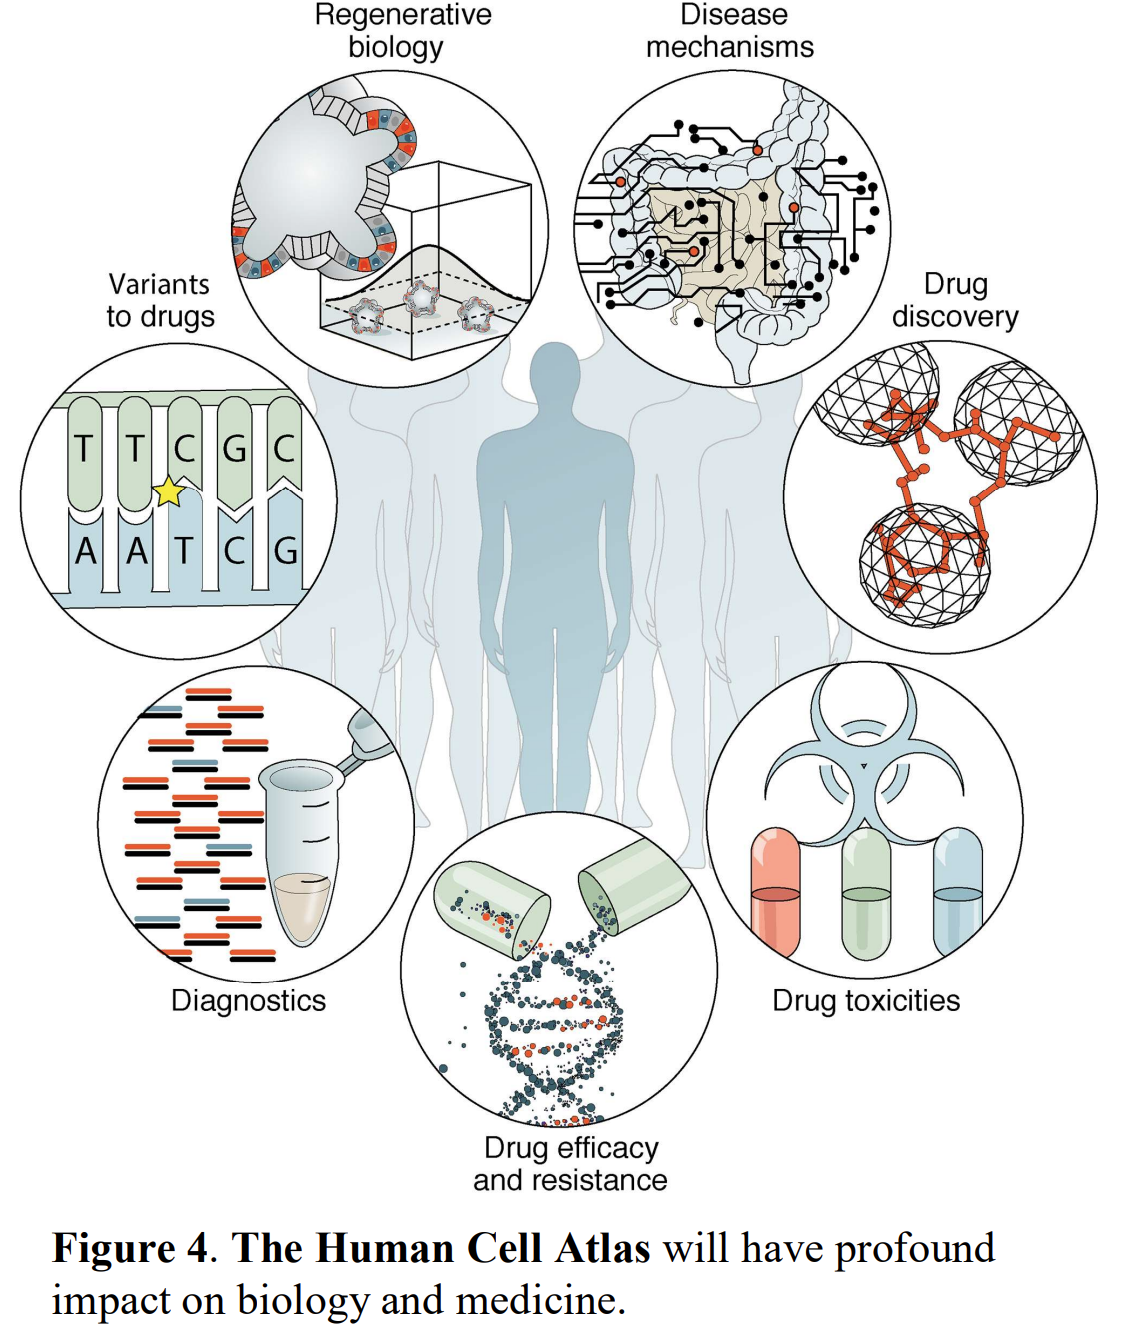 Regenerative
biology
Disease
mechanisms
Variants
to drugs
Drug
discovery
T T C G C
A A T C G
Diagnostics
Drug toxicities
Drug efficacy
and resistance
Figure 4. The Human Cell Atlas will have profound
impact on biology and medicine.